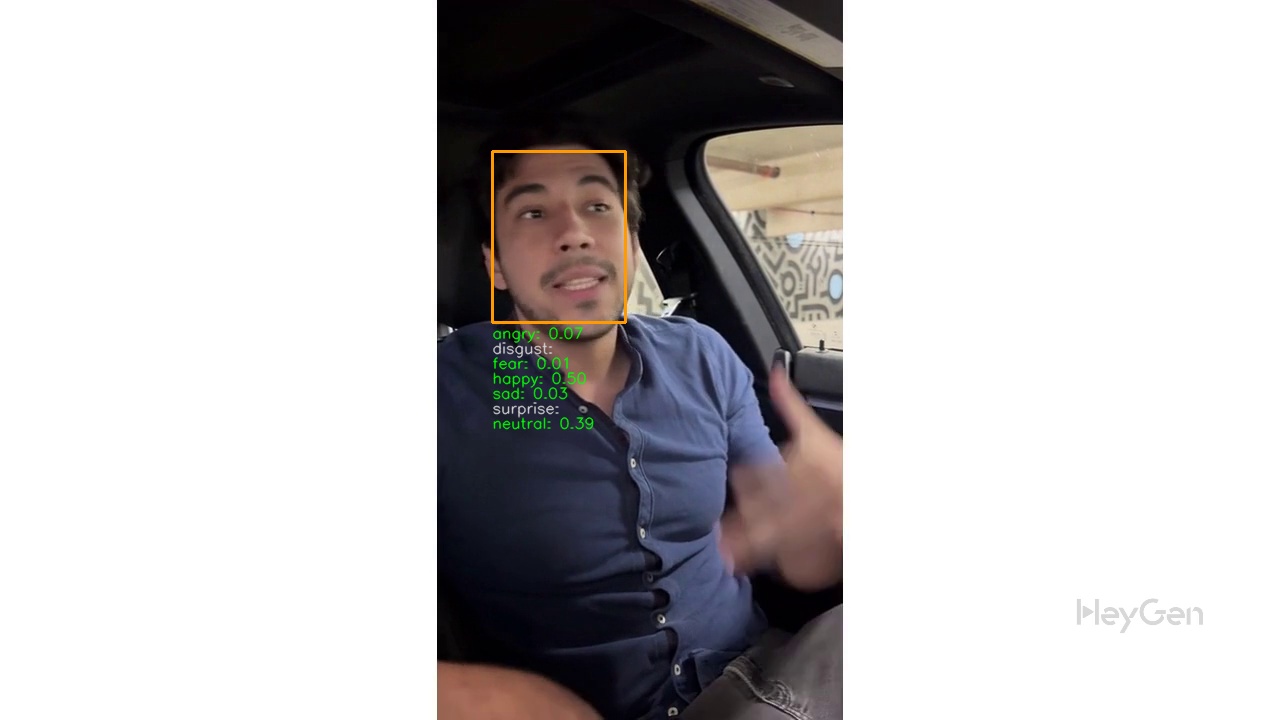 angry: 0.07
disgust:
fear: 0.01
happy: 0.50
sad: 0.03
surprise:
neutral: 0.39
HeyGen